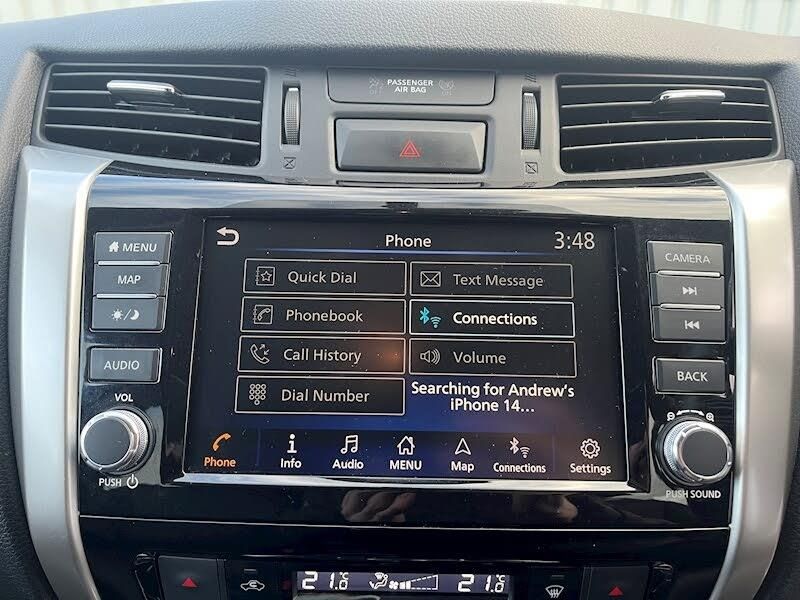 PASSENGER
OFF AIR BAG ON
Phone 3:48
MENU
Quick Dial Text Message
CAMERA
MAP
Phonebook Connections
Call History Volume
AUDIO
BACK
Dial Number
Searching for Andrew's
iPhone 14...
VOL
Phone Info Audio MENU Map Connections Settings
PUSH
PUSH SOUND
21.0°C 21.0°C